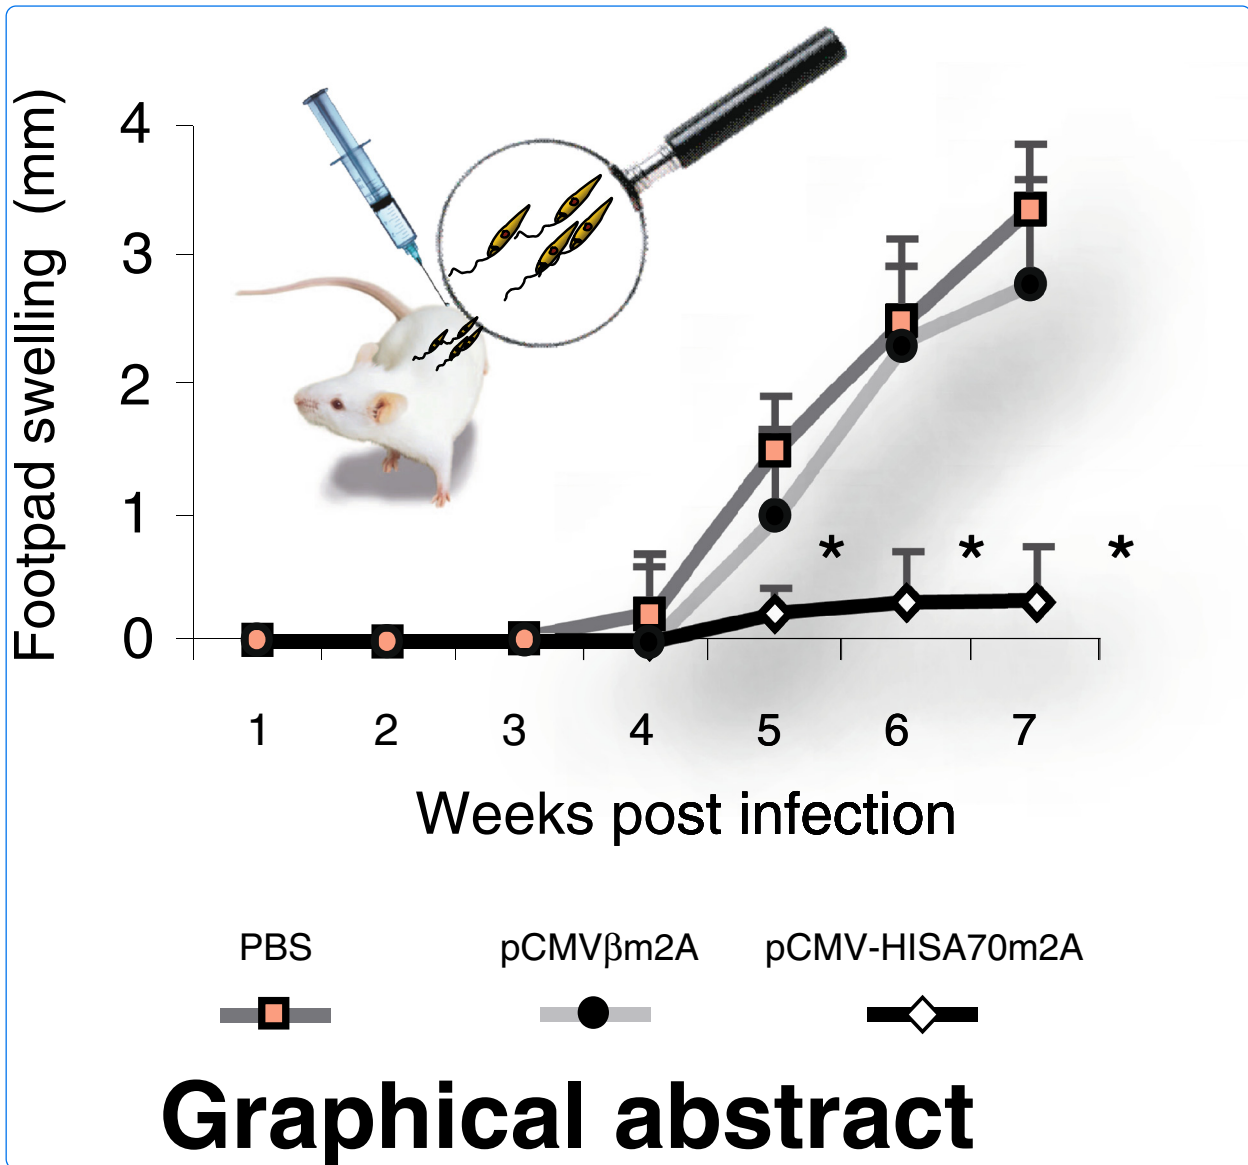 Footpad swelling (mm)
4
3
2
1
0
* * *
1 2 3 4 5 6 7
Weeks post infection
PBS pCMVβm2A pCMV-HISA70m2A
Graphical abstract